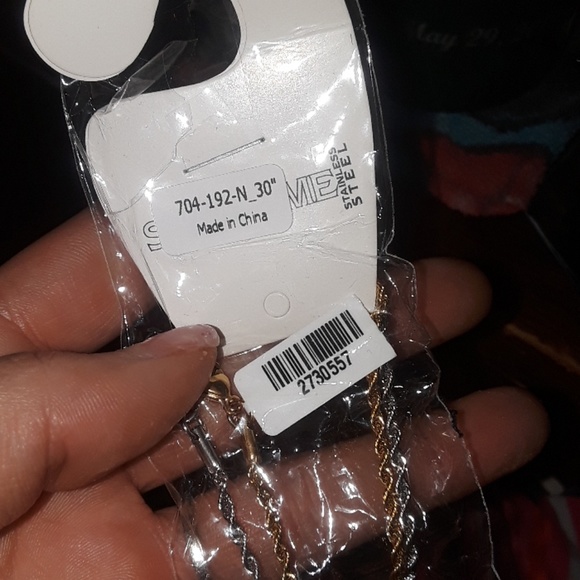 704-192-N_30"
Made in China
STAINLESS
STEEL
2730557